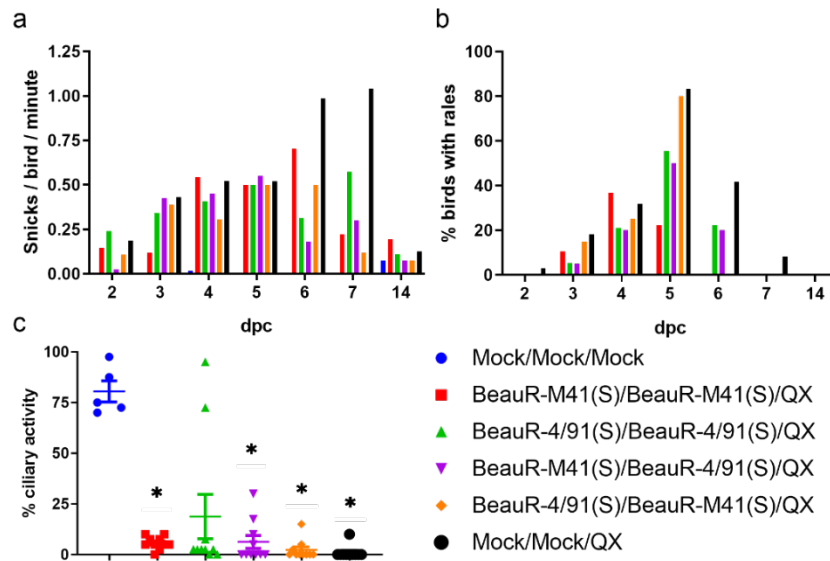 a
b
1.25
1.00
0.75
0.50
0.25
0.00
Snicks / bird / minute
2 3 4 5 6 7 14
dpc
100
80
60
40
20
0
% birds with rales
2 3 4 5 6 7 14
dpc
c
100
75
50
25
0
% ciliary activity
* * * *
Mock/Mock/Mock
BeauR-M41(S)/BeauR-M41(S)/QX
BeauR-4/91(S)/BeauR-4/91(S)/QX
BeauR-M41(S)/BeauR-4/91(S)/QX
BeauR-4/91(S)/BeauR-M41(S)/QX
Mock/Mock/QX